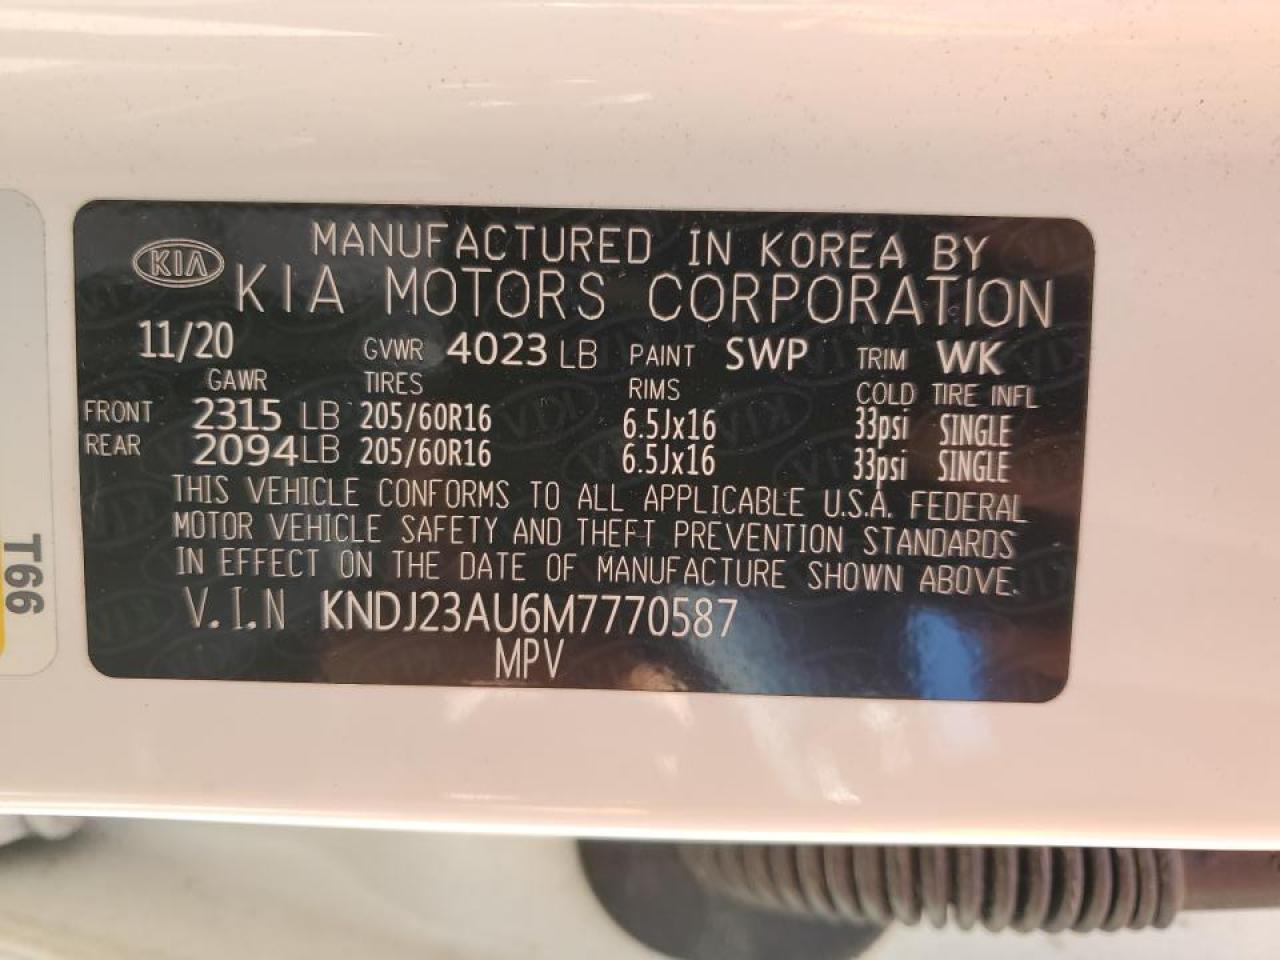 MANUFACTURED IN KOREA BY
KIA
KIA MOTORS CORPORATION
11/20 GVWR 4023 LB PAINT SWP TRIM WK
GAWR TIRES RIMS COLD TIRE INFL
FRONT 2315 LB 205/60R16 6.5Jx16 33psi SINGLE
REAR 2094 LB 205/60R16 6.5Jx16 33psi SINGLE
THIS VEHICLE CONFORMS TO ALL APPLICABLE U.S.A. FEDERAL
MOTOR VEHICLE SAFETY AND THEFT PREVENTION STANDARDS
IN EFFECT ON THE DATE OF MANUFACTURE SHOWN ABOVE.
V.I.N KNDJ23AU6M7770587
MPV
T66